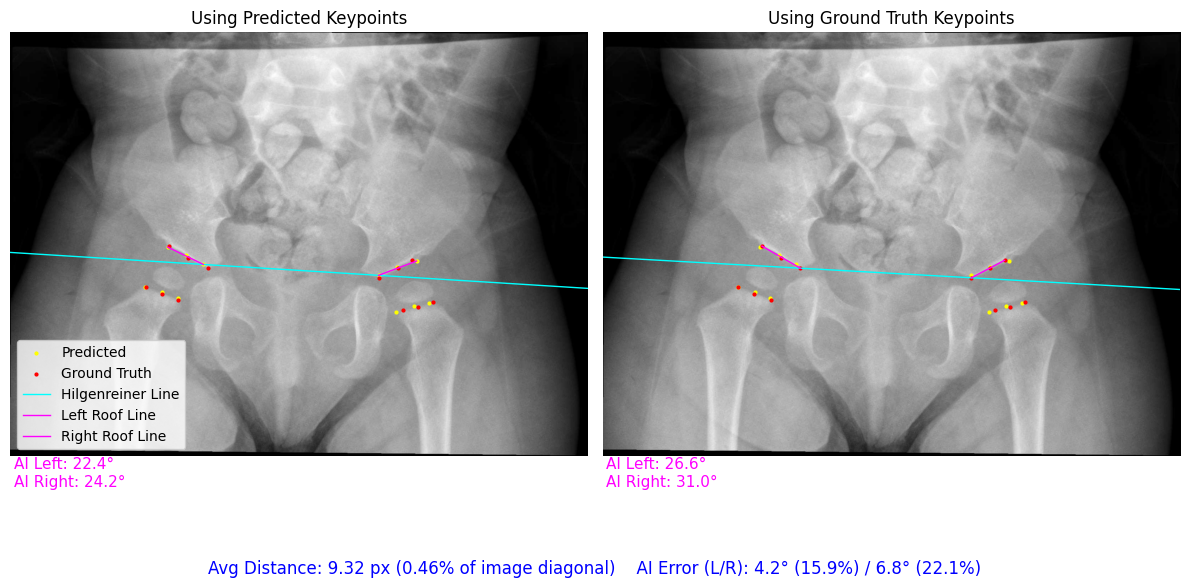 Using Predicted Keypoints
Using Ground Truth Keypoints
Predicted
Ground Truth
Hilgenreiner Line
Left Roof Line
Right Roof Line
AI Left: 22.4°
AI Right: 24.2°
AI Left: 26.6°
AI Right: 31.0°
Avg Distance: 9.32 px (0.46% of image diagonal)    AI Error (L/R): 4.2° (15.9%) / 6.8° (22.1%)